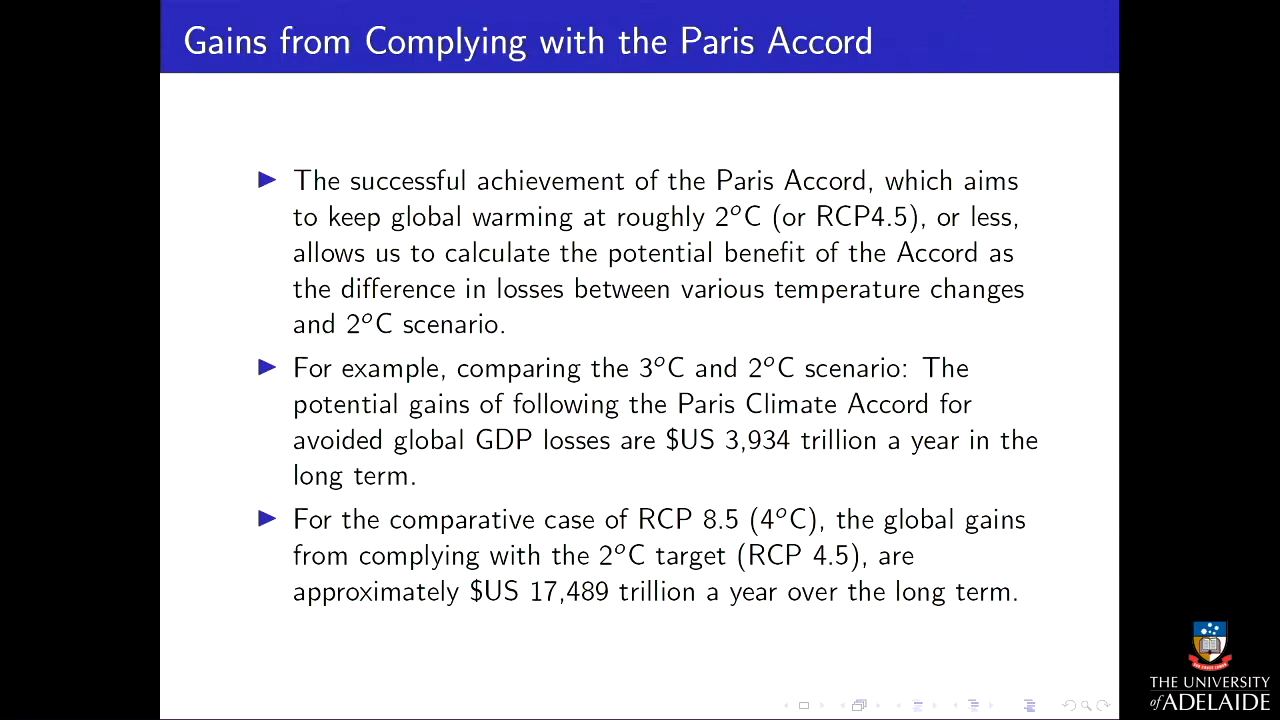 Gains from Complying with the Paris Accord
The successful achievement of the Paris Accord, which aims
to keep global warming at roughly 2°C (or RCP4.5), or less,
allows us to calculate the potential benefit of the Accord as
the difference in losses between various temperature changes
and 2°C scenario.
For example, comparing the 3°C and 2°C scenario: The
potential gains of following the Paris Climate Accord for
avoided global GDP losses are $US 3,934 trillion a year in the
long term.
For the comparative case of RCP 8.5 (4°C), the global gains
from complying with the 2°C target (RCP 4.5), are
approximately $US 17,489 trillion a year over the long term.
THE UNIVERSITY
of ADELAIDE